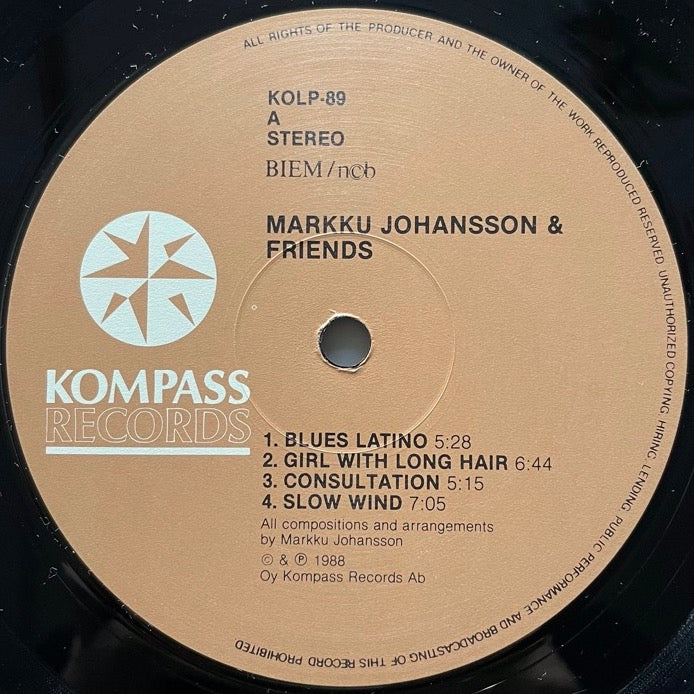 ALL RIGHTS OF THE PRODUCER AND THE OWNER OF THE WORK REPRODUCED RESERVED. UNAUTHORIZED COPYING, HIRING, LENDING, PUBLIC PERFORMANCE AND BROADCASTING OF THIS RECORD PROHIBITED
KOLP-89
A
STEREO
BIEM/n©b
MARKKU JOHANSSON &
FRIENDS
KOMPASS
RECORDS
1. BLUES LATINO 5:28
2. GIRL WITH LONG HAIR 6:44
3. CONSULTATION 5:15
4. SLOW WIND 7:05
All compositions and arrangements
by Markku Johansson
© & ℗ 1988
Oy Kompass Records Ab